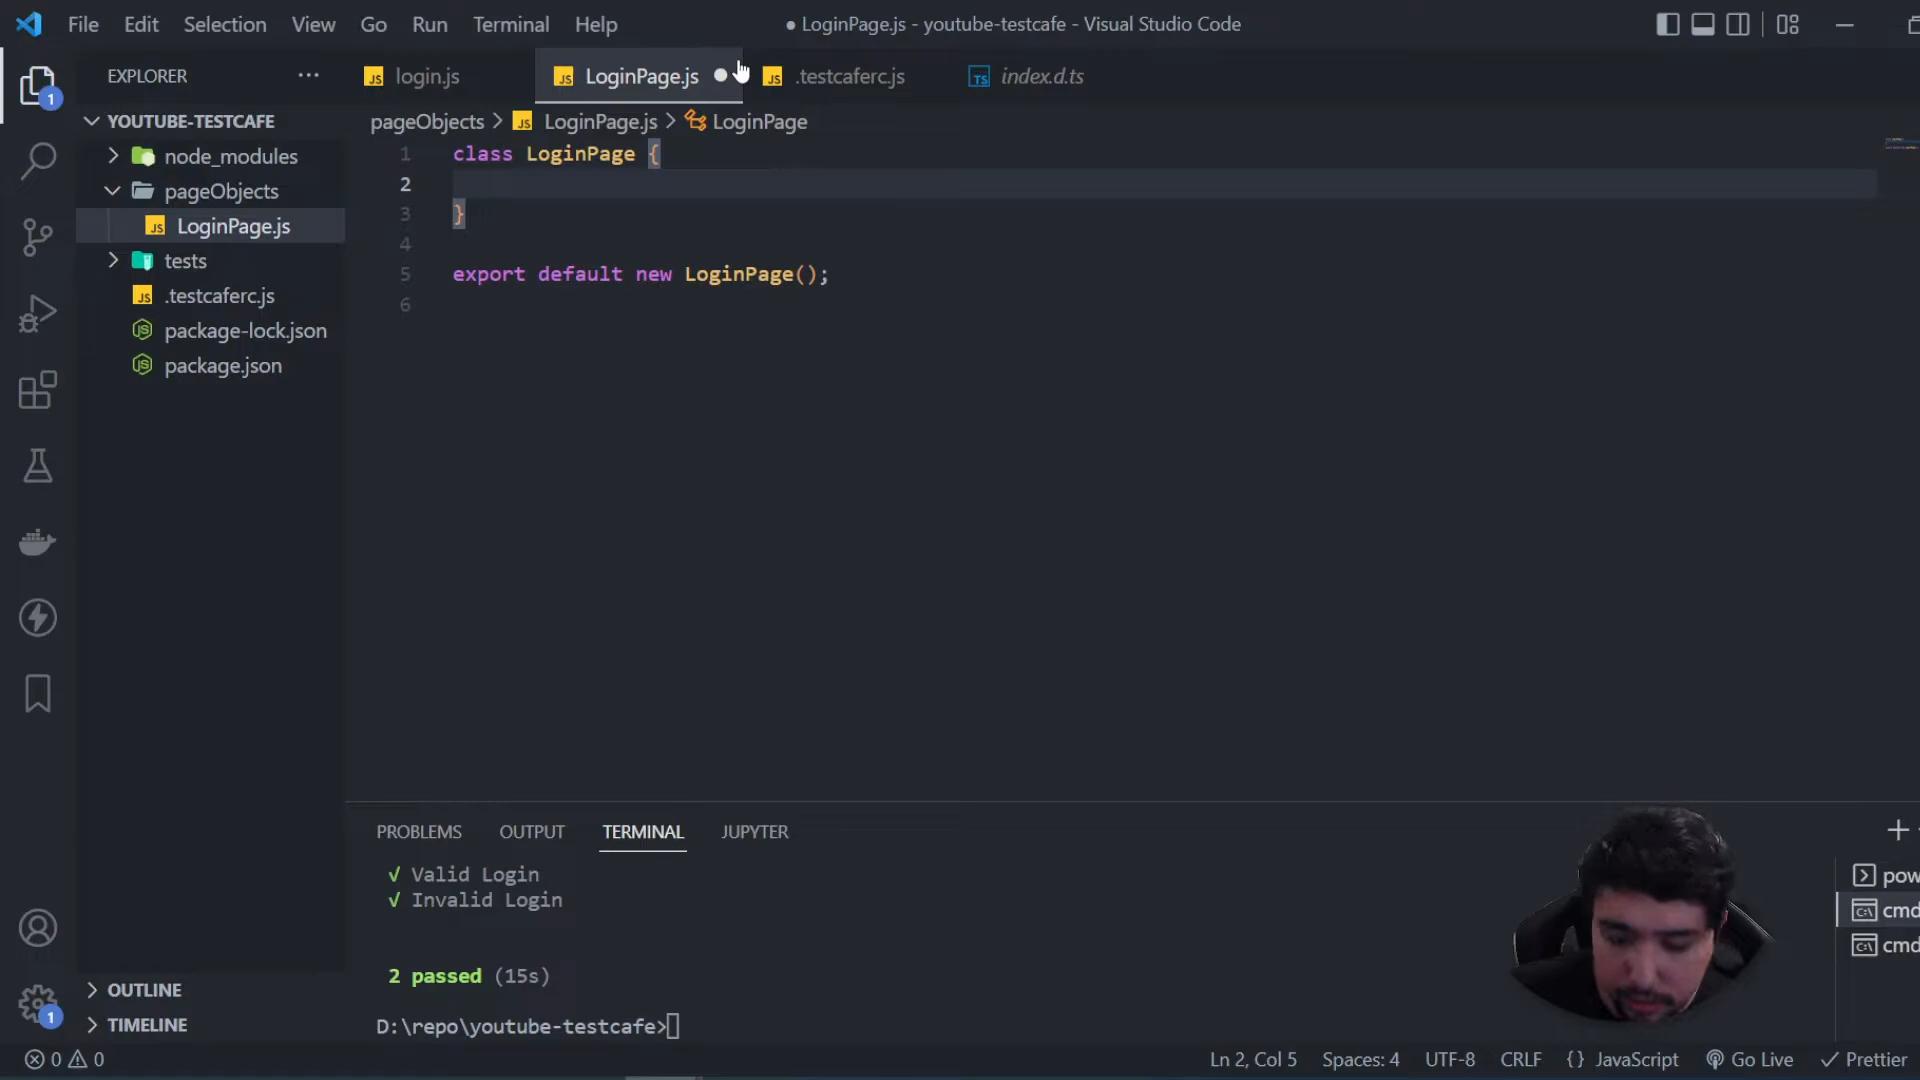 File Edit Selection View Go Run Terminal Help
● LoginPage.js - youtube-testcafe - Visual Studio Code
EXPLORER ···
JS login.js
JS LoginPage.js
JS .testcaferc.js
TS index.d.ts
YOUTUBE-TESTCAFE
node_modules
pageObjects
JS LoginPage.js
tests
JS .testcaferc.js
package-lock.json
package.json
pageObjects > JS LoginPage.js > LoginPage
1 class LoginPage {
2
3 }
4
5 export default new LoginPage();
6
PROBLEMS OUTPUT TERMINAL JUPYTER
√ Valid Login
√ Invalid Login
2 passed (15s)
D:\repo\youtube-testcafe>
pow
cmd
cmd
1
OUTLINE
1
TIMELINE
0 0
Ln 2, Col 5 Spaces: 4 UTF-8 CRLF {} JavaScript Go Live Prettier